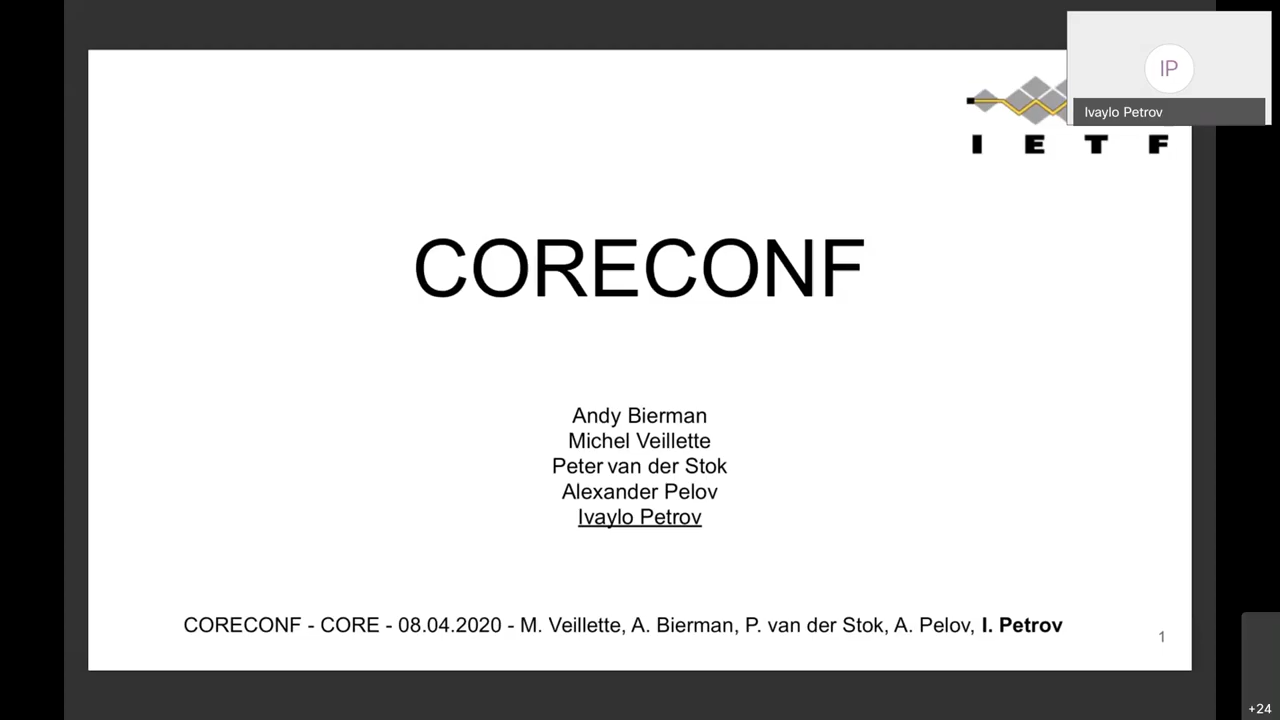 IP
Ivaylo Petrov
I E T F
CORECONF
Andy Bierman
Michel Veillette
Peter van der Stok
Alexander Pelov
Ivaylo Petrov
CORECONF - CORE - 08.04.2020 - M. Veillette, A. Bierman, P. van der Stok, A. Pelov, I. Petrov
1
+24